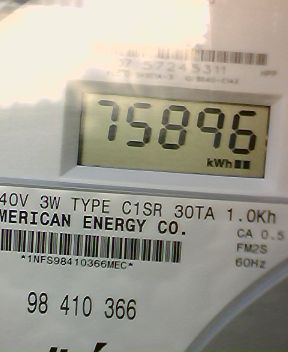 57245311
75896
kWh
40V 3W TYPE C1SR 30TA 1.0Kh
MERICAN ENERGY CO.
CA 0.5
FM2S
60Hz
*1NFS98410366MEC*
98 410 366